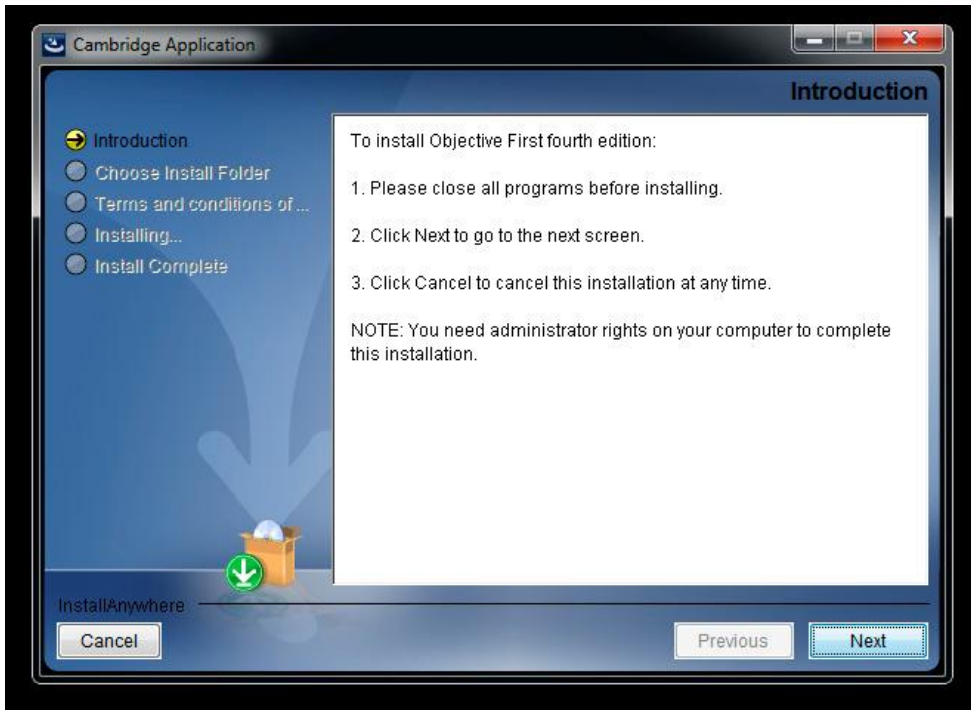 Cambridge Application
Introduction
Introduction
Choose Install Folder
Terms and conditions of ...
Installing...
Install Complete
To install Objective First fourth edition:
1. Please close all programs before installing.
2. Click Next to go to the next screen.
3. Click Cancel to cancel this installation at any time.
NOTE: You need administrator rights on your computer to complete
this installation.
InstallAnywhere
Cancel
Previous
Next